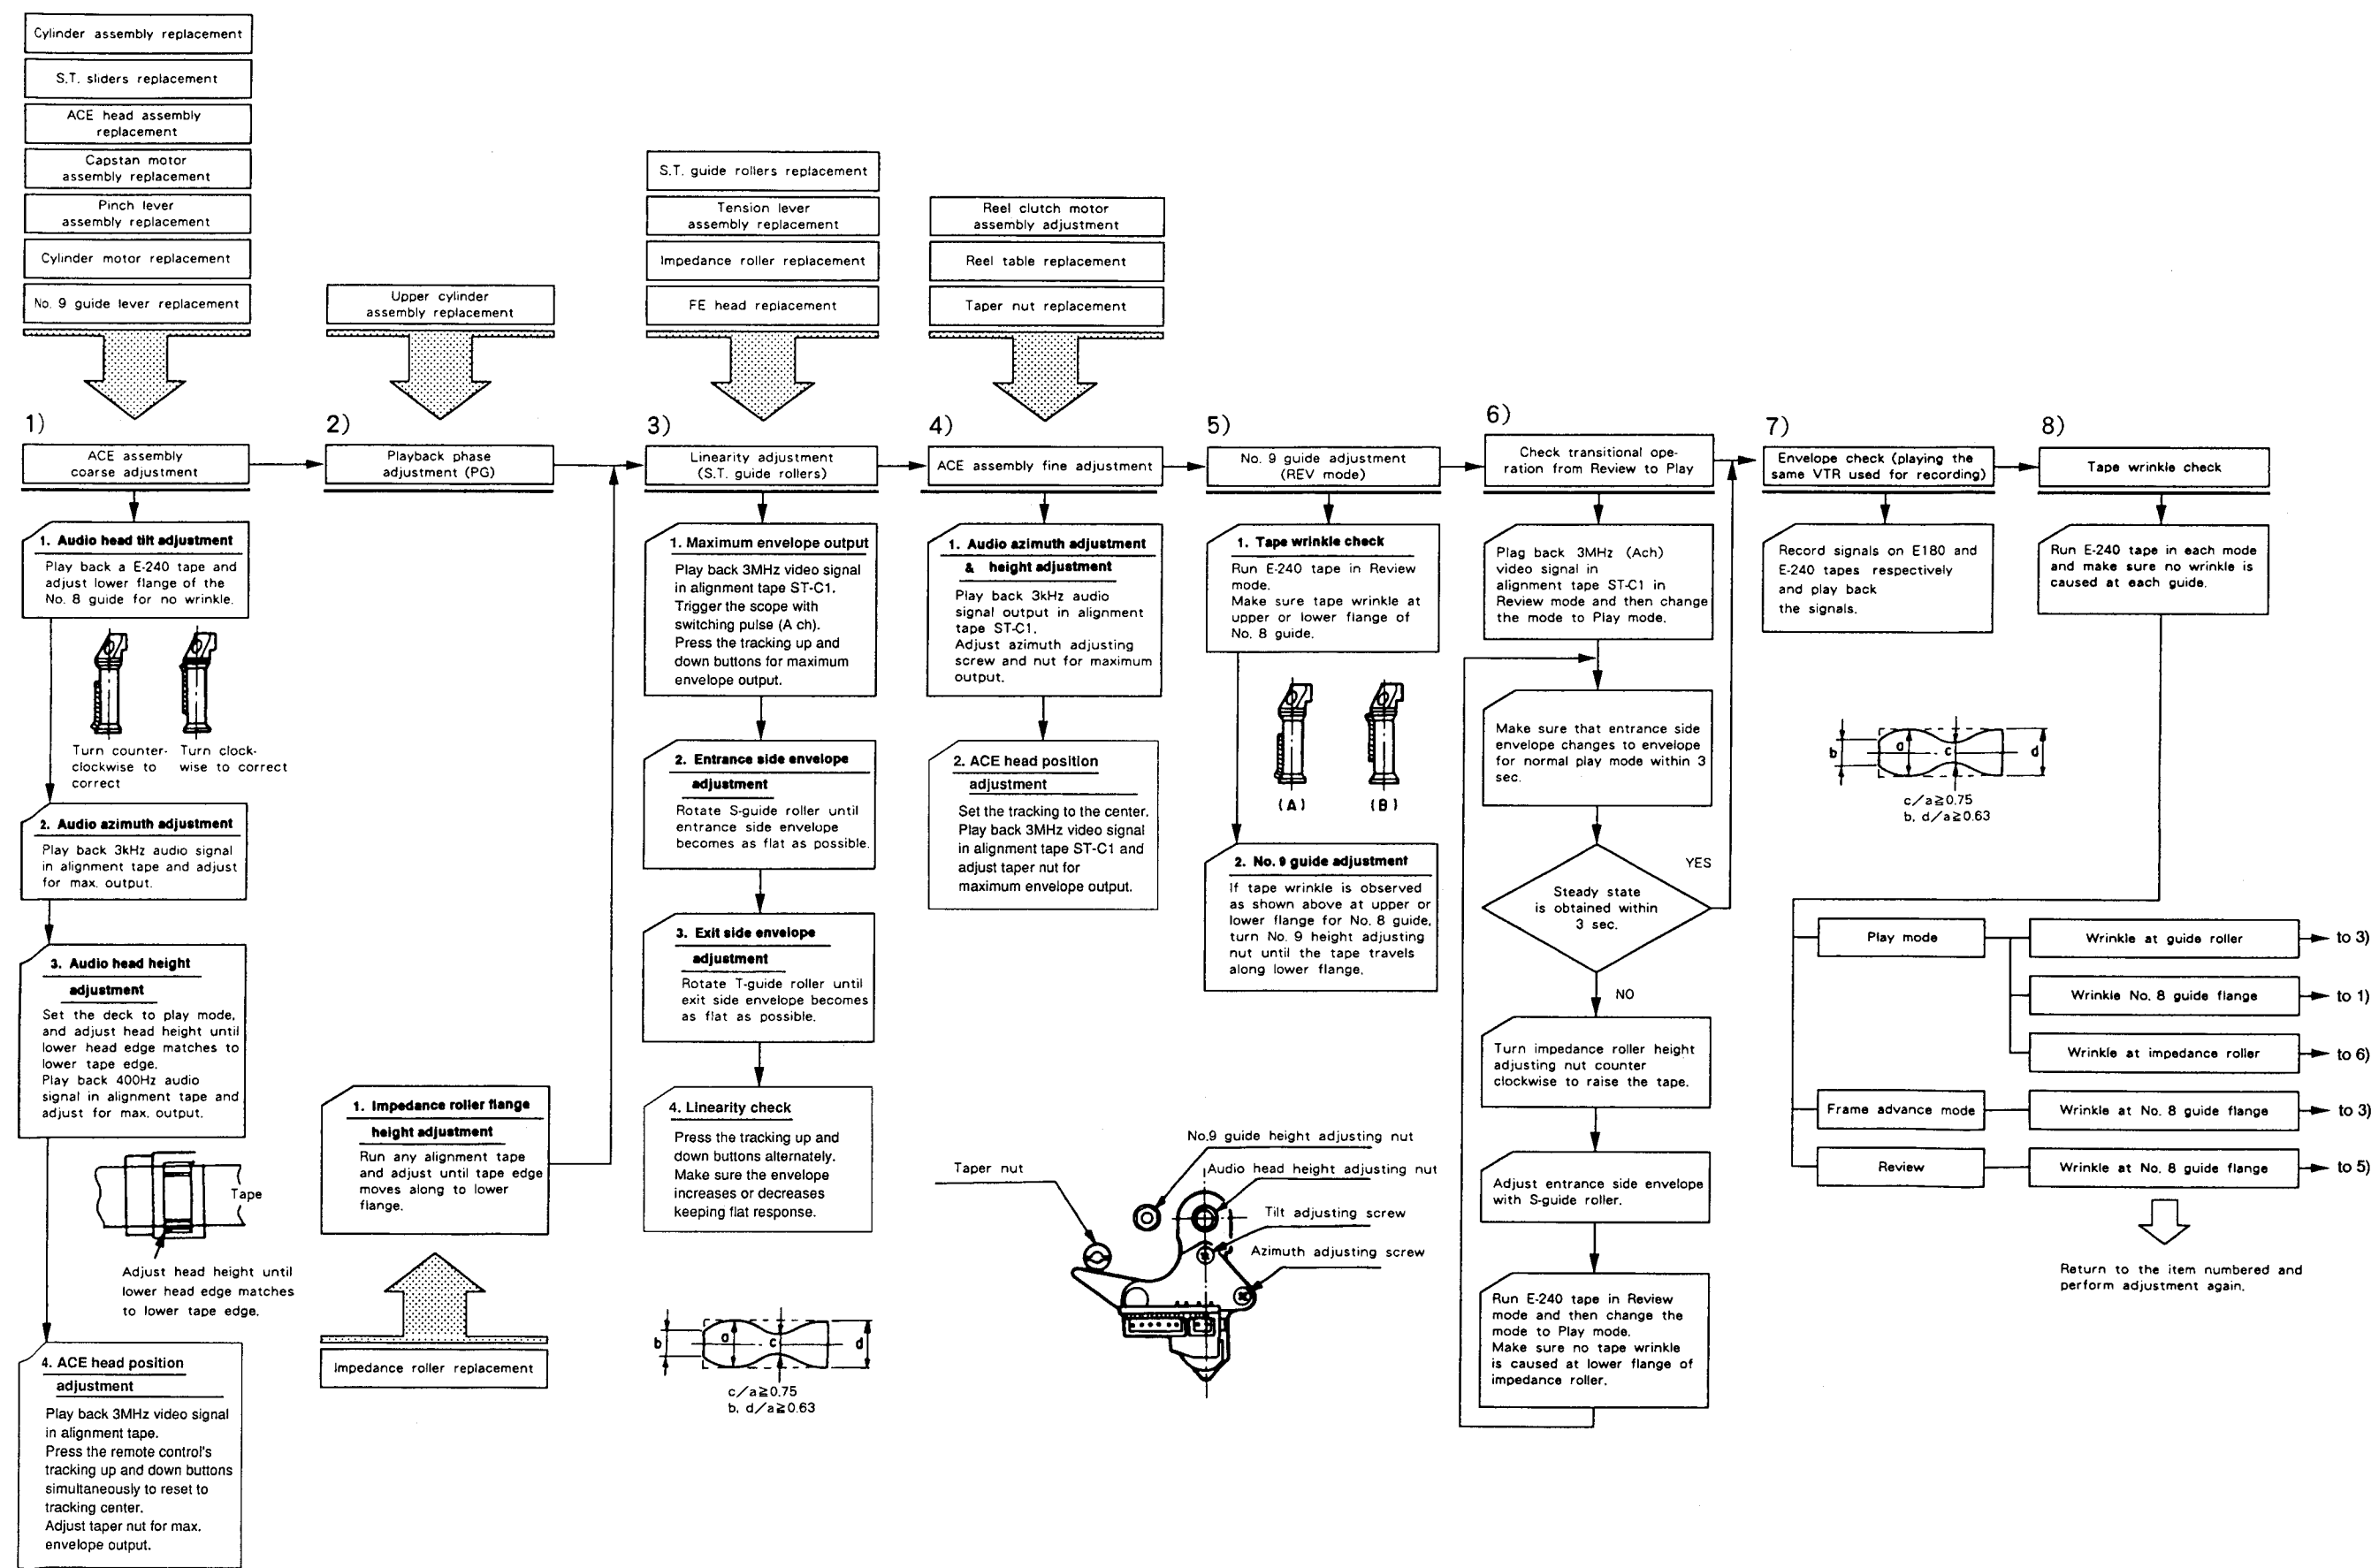 Cylinder assembly replacement
S.T. sliders replacement
ACE head assembly
replacement
Capstan motor
assembly replacement
Pinch lever
assembly replacement
Cylinder motor replacement
No. 9 guide lever replacement
Upper cylinder
assembly replacement
S.T. guide rollers replacement
Tension lever
assembly replacement
Impedance roller replacement
FE head replacement
Reel clutch motor
assembly adjustment
Reel table replacement
Taper nut replacement
1)
ACE assembly
coarse adjustment
1. Audio head tilt adjustment
Play back a E-240 tape and
adjust lower flange of the
No. 8 guide for no wrinkle.
Turn counter-
clockwise to
correct
Turn clock-
wise to correct
2. Audio azimuth adjustment
Play back 3kHz audio signal
in alignment tape and adjust
for max. output.
3. Audio head height
adjustment
Set the deck to play mode,
and adjust head height until
lower head edge matches to
lower tape edge.
Play back 400Hz audio
signal in alignment tape and
adjust for max. output.
Tape
Adjust head height until
lower head edge matches
to lower tape edge.
4. ACE head position
adjustment
Play back 3MHz video signal
in alignment tape.
Press the remote control's
tracking up and down buttons
simultaneously to reset to
tracking center.
Adjust taper nut for max.
envelope output.
2)
Playback phase
adjustment (PG)
1. Impedance roller flange
height adjustment
Run any alignment tape
and adjust until tape edge
moves along to lower
flange.
Impedance roller replacement
3)
Linearity adjustment
(S.T. guide rollers)
1. Maximum envelope output
Play back 3MHz video signal
in alignment tape ST-C1.
Trigger the scope with
switching pulse (A ch).
Press the tracking up and
down buttons for maximum
envelope output.
2. Entrance side envelope
adjustment
Rotate S-guide roller until
entrance side envelope
becomes as flat as possible.
3. Exit side envelope
adjustment
Rotate T-guide roller until
exit side envelope becomes
as flat as possible.
4. Linearity check
Press the tracking up and
down buttons alternately.
Make sure the envelope
increases or decreases
keeping flat response.
b a c d
c/a≧0.75
b, d/a≧0.63
4)
ACE assembly fine adjustment
1. Audio azimuth adjustment
& height adjustment
Play back 3kHz audio
signal output in alignment
tape ST-C1.
Adjust azimuth adjusting
screw and nut for maximum
output.
2. ACE head position
adjustment
Set the tracking to the center.
Play back 3MHz video signal
in alignment tape ST-C1 and
adjust taper nut for
maximum envelope output.
Taper nut
No.9 guide height adjusting nut
Audio head height adjusting nut
Tilt adjusting screw
Azimuth adjusting screw
5)
No. 9 guide adjustment
(REV mode)
1. Tape wrinkle check
Run E-240 tape in Review
mode.
Make sure tape wrinkle at
upper or lower flange of
No. 8 guide.
(A)
(B)
2. No. 9 guide adjustment
If tape wrinkle is observed
as shown above at upper or
lower flange for No. 8 guide,
turn No. 9 height adjusting
nut until the tape travels
along lower flange.
6)
Check transitional ope-
ration from Review to Play
Plag back 3MHz (Ach)
video signal in
alignment tape ST-C1 in
Review mode and then change
the mode to Play mode.
Make sure that entrance side
envelope changes to envelope
for normal play mode within 3
sec.
YES
Steady state
is obtained within
3 sec.
NO
Turn impedance roller height
adjusting nut counter
clockwise to raise the tape.
Adjust entrance side envelope
with S-guide roller.
Run E-240 tape in Review
mode and then change the
mode to Play mode.
Make sure no tape wrinkle
is caused at lower flange of
impedance roller.
7)
Envelope check (playing the
same VTR used for recording)
Record signals on E180 and
E-240 tapes respectively
and play back
the signals.
b a c d
c/a≧0.75
b, d/a≧0.63
8)
Tape wrinkle check
Run E-240 tape in each mode
and make sure no wrinkle is
caused at each guide.
Play mode
Wrinkle at guide roller
to 3)
Wrinkle No. 8 guide flange
to 1)
Wrinkle at impedance roller
to 6)
Frame advance mode
Wrinkle at No. 8 guide flange
to 3)
Review
Wrinkle at No. 8 guide flange
to 5)
Return to the item numbered and
perform adjustment again.